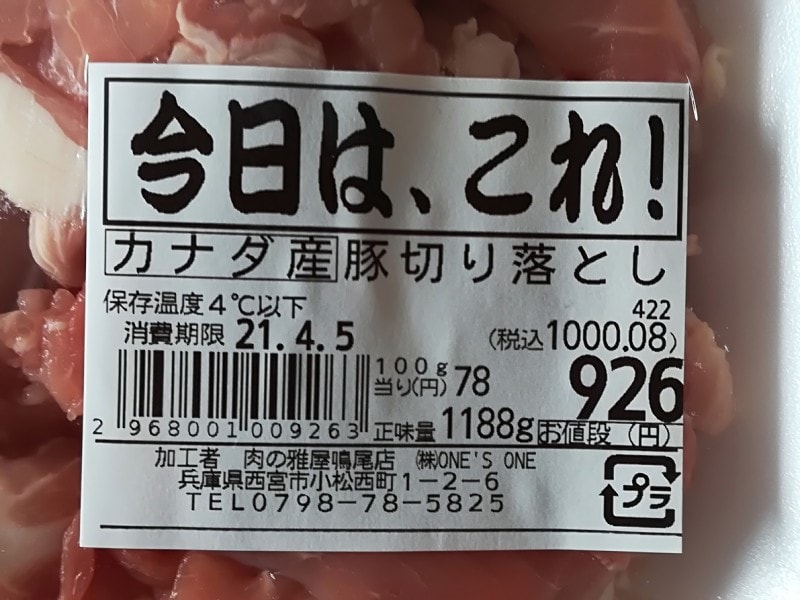 今日は、これ!
カナダ産豚切り落とし
保存温度4℃以下
422
消費期限 21.4.5
(税込1000.08)
100g当り(円) 78
926
2 968001 009263
正味量 1188g
お値段 (円)
加工者 肉の雅屋鳴尾店 ㈱ONE'S ONE
兵庫県西宮市小松西町1-2-6
TEL0798-78-5825
プラ